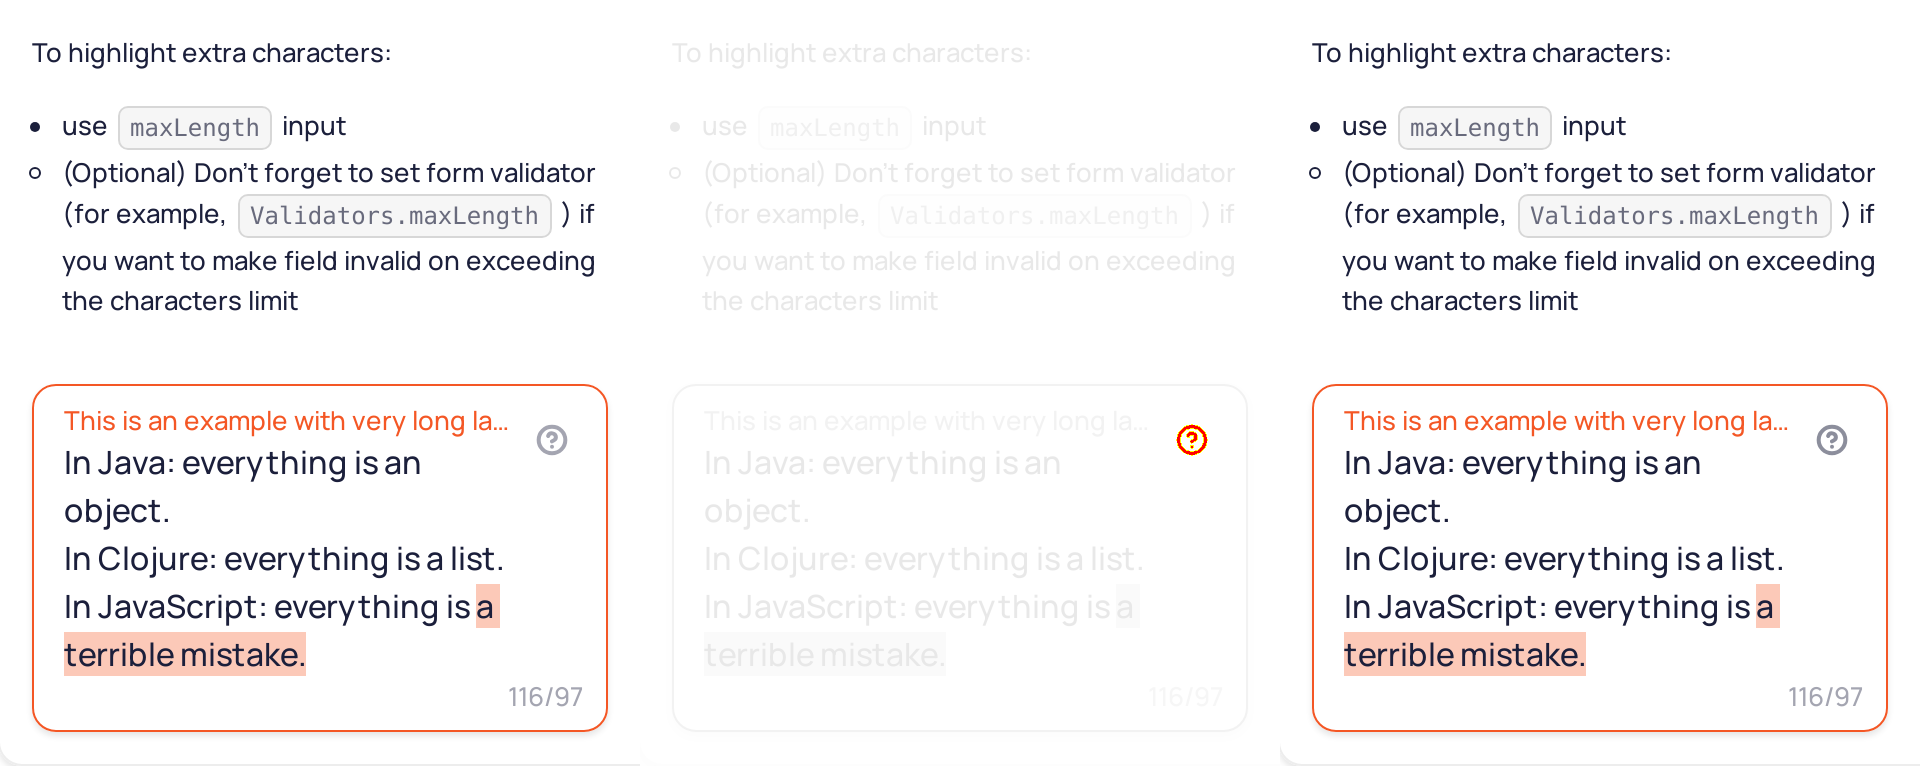 To highlight extra characters:
use maxLength input
(Optional) Don't forget to set form validator
(for example, Validators.maxLength ) if
you want to make field invalid on exceeding
the characters limit
This is an example with very long la...
In Java: everything is an
object.
In Clojure: everything is a list.
In JavaScript: everything is a
terrible mistake.
116/97
To highlight extra characters:
use maxLength input
(Optional) Don't forget to set form validator
(for example, Validators.maxLength ) if
you want to make field invalid on exceeding
the characters limit
This is an example with very long la...
In Java: everything is an
object.
In Clojure: everything is a list.
In JavaScript: everything is a
terrible mistake.
116/97
To highlight extra characters:
use maxLength input
(Optional) Don't forget to set form validator
(for example, Validators.maxLength ) if
you want to make field invalid on exceeding
the characters limit
This is an example with very long la...
In Java: everything is an
object.
In Clojure: everything is a list.
In JavaScript: everything is a
terrible mistake.
116/97